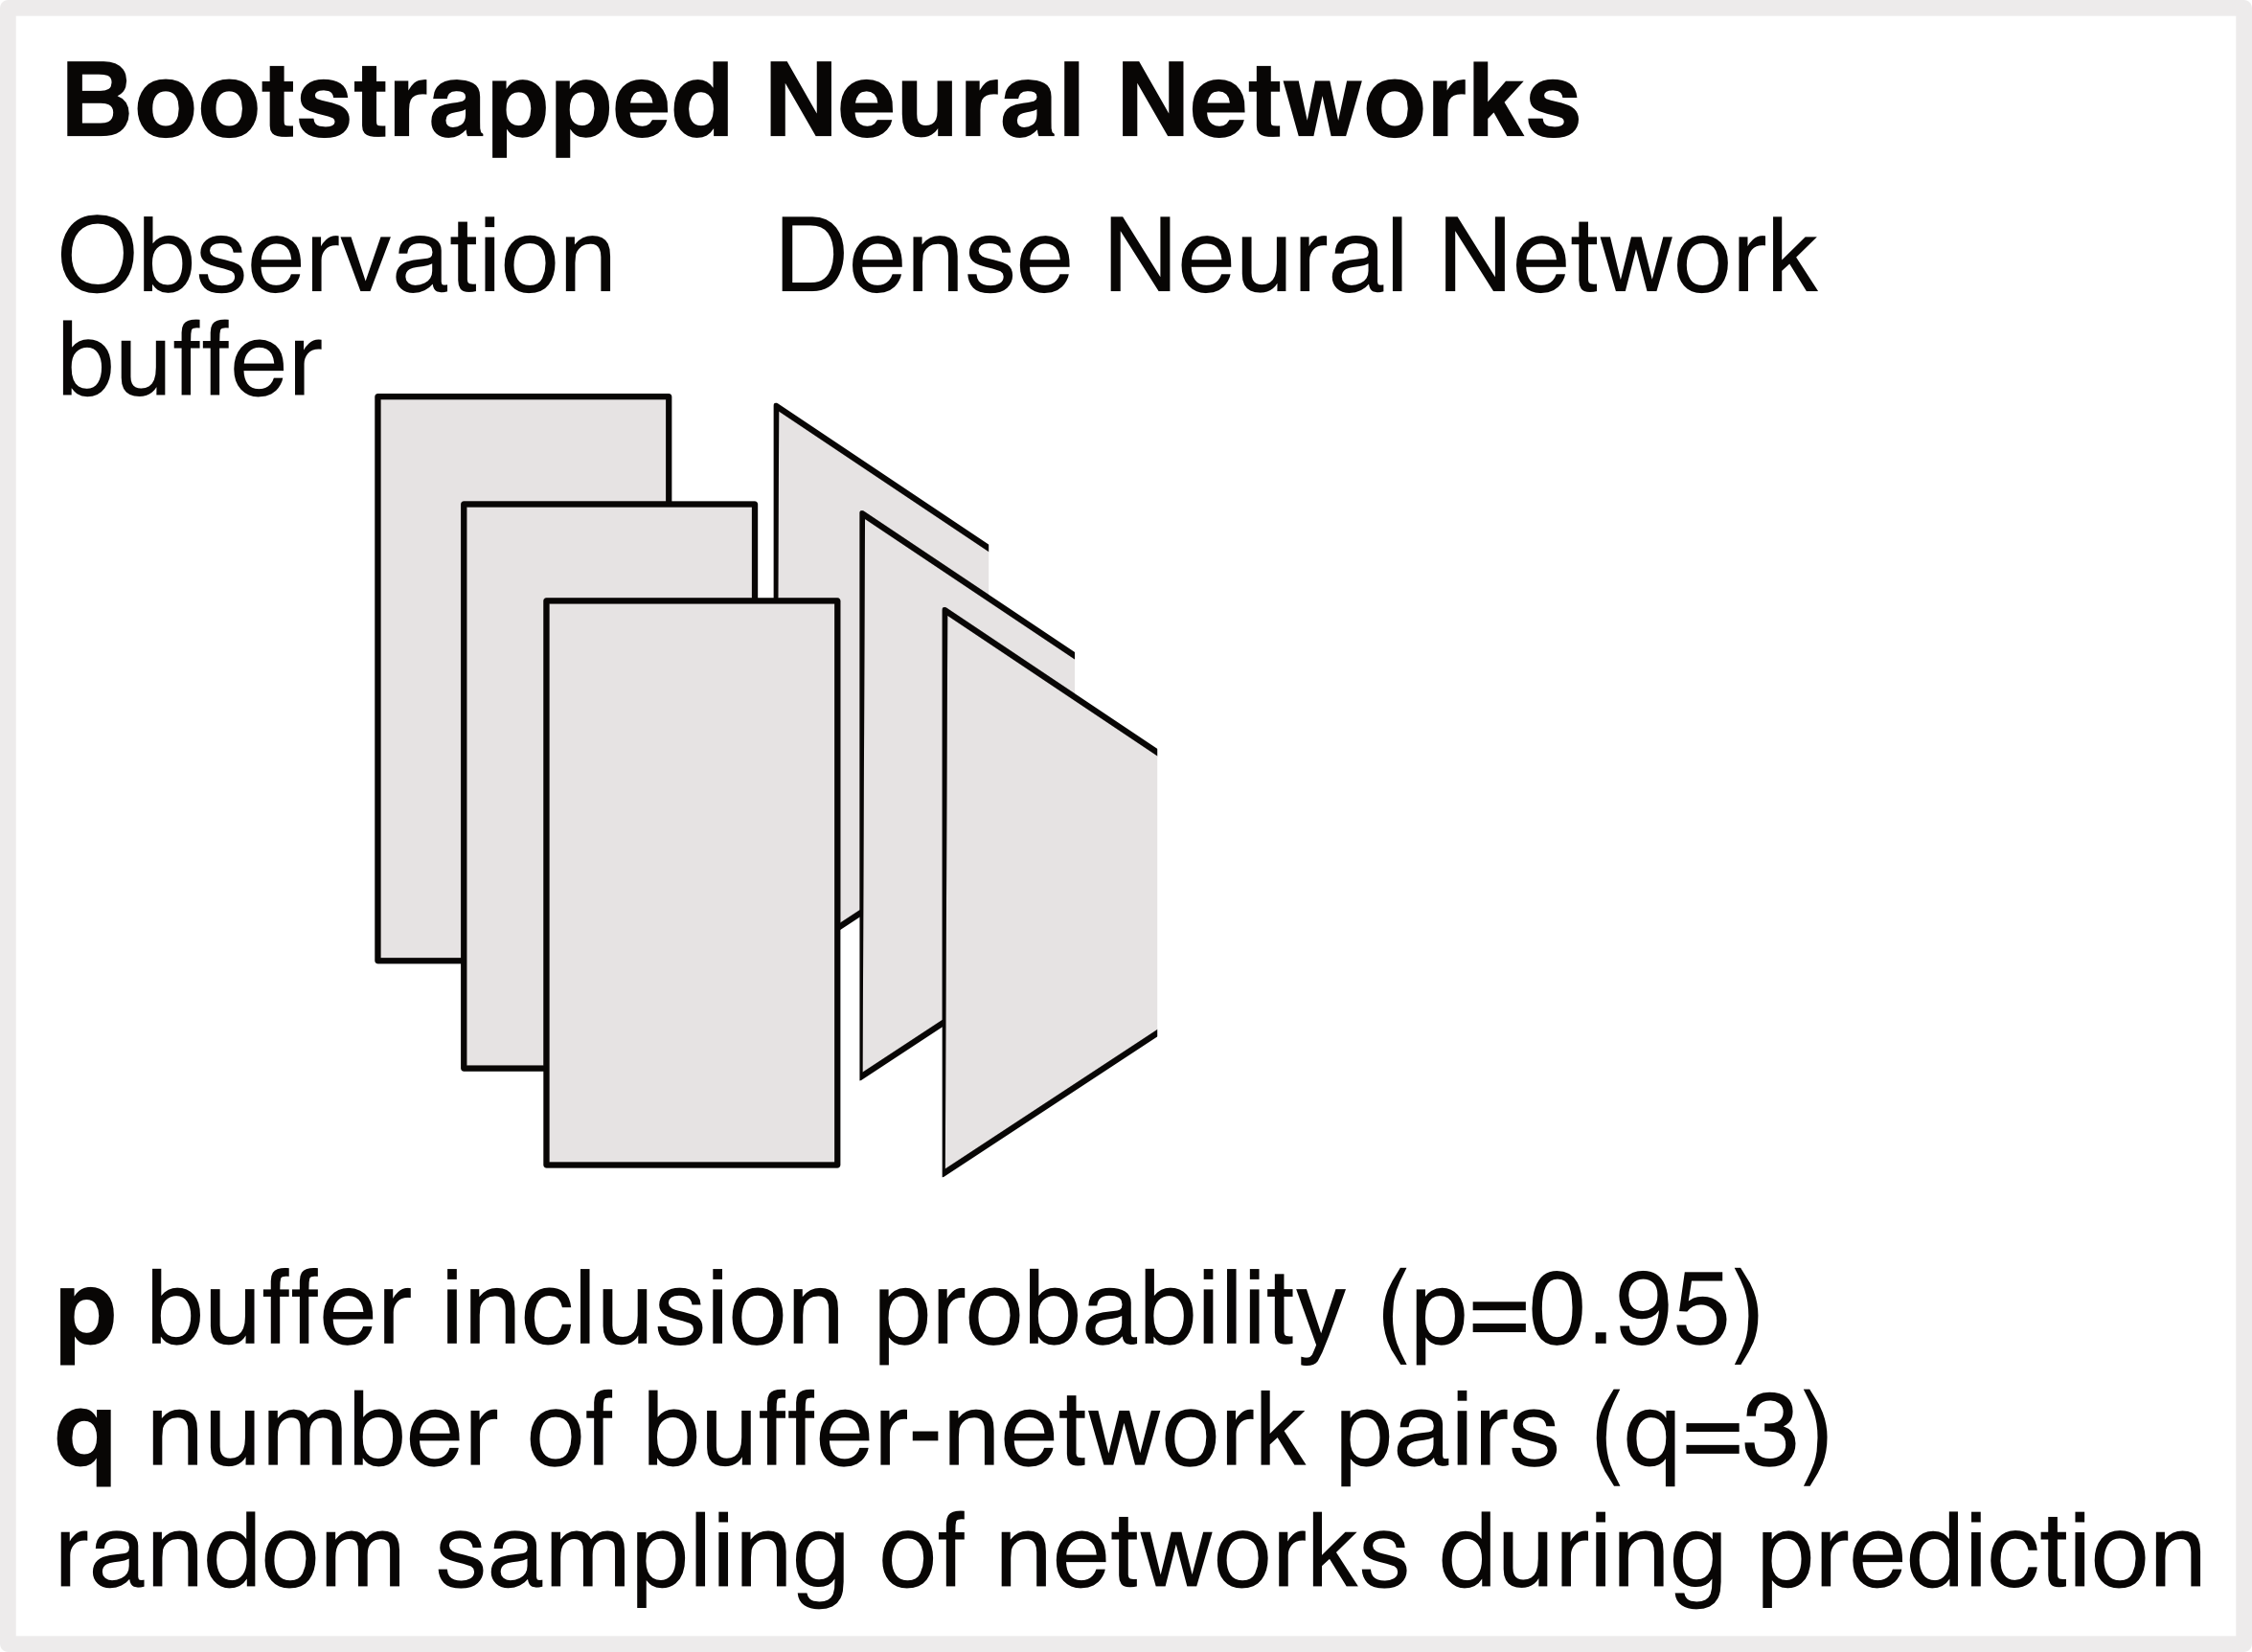 Bootstrapped Neural Networks
Observation buffer
Dense Neural Network
p buffer inclusion probability (p=0.95)
q number of buffer-network pairs (q=3)
random sampling of networks during prediction